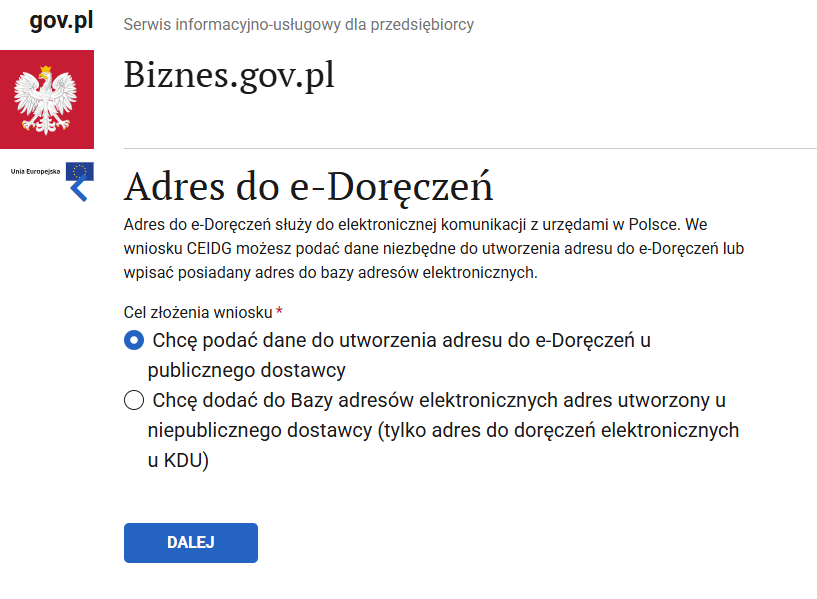 gov.pl
Serwis informacyjno-usługowy dla przedsiębiorcy
Biznes.gov.pl
Unia Europejska
Adres do e-Doręczeń
Adres do e-Doręczeń służy do elektronicznej komunikacji z urzędami w Polsce. We
wniosku CEIDG możesz podać dane niezbędne do utworzenia adresu do e-Doręczeń lub
wpisać posiadany adres do bazy adresów elektronicznych.
Cel złożenia wniosku *
Chcę podać dane do utworzenia adresu do e-Doręczeń u
publicznego dostawcy
Chcę dodać do Bazy adresów elektronicznych adres utworzony u
niepublicznego dostawcy (tylko adres do doręczeń elektronicznych
u KDU)
DALEJ